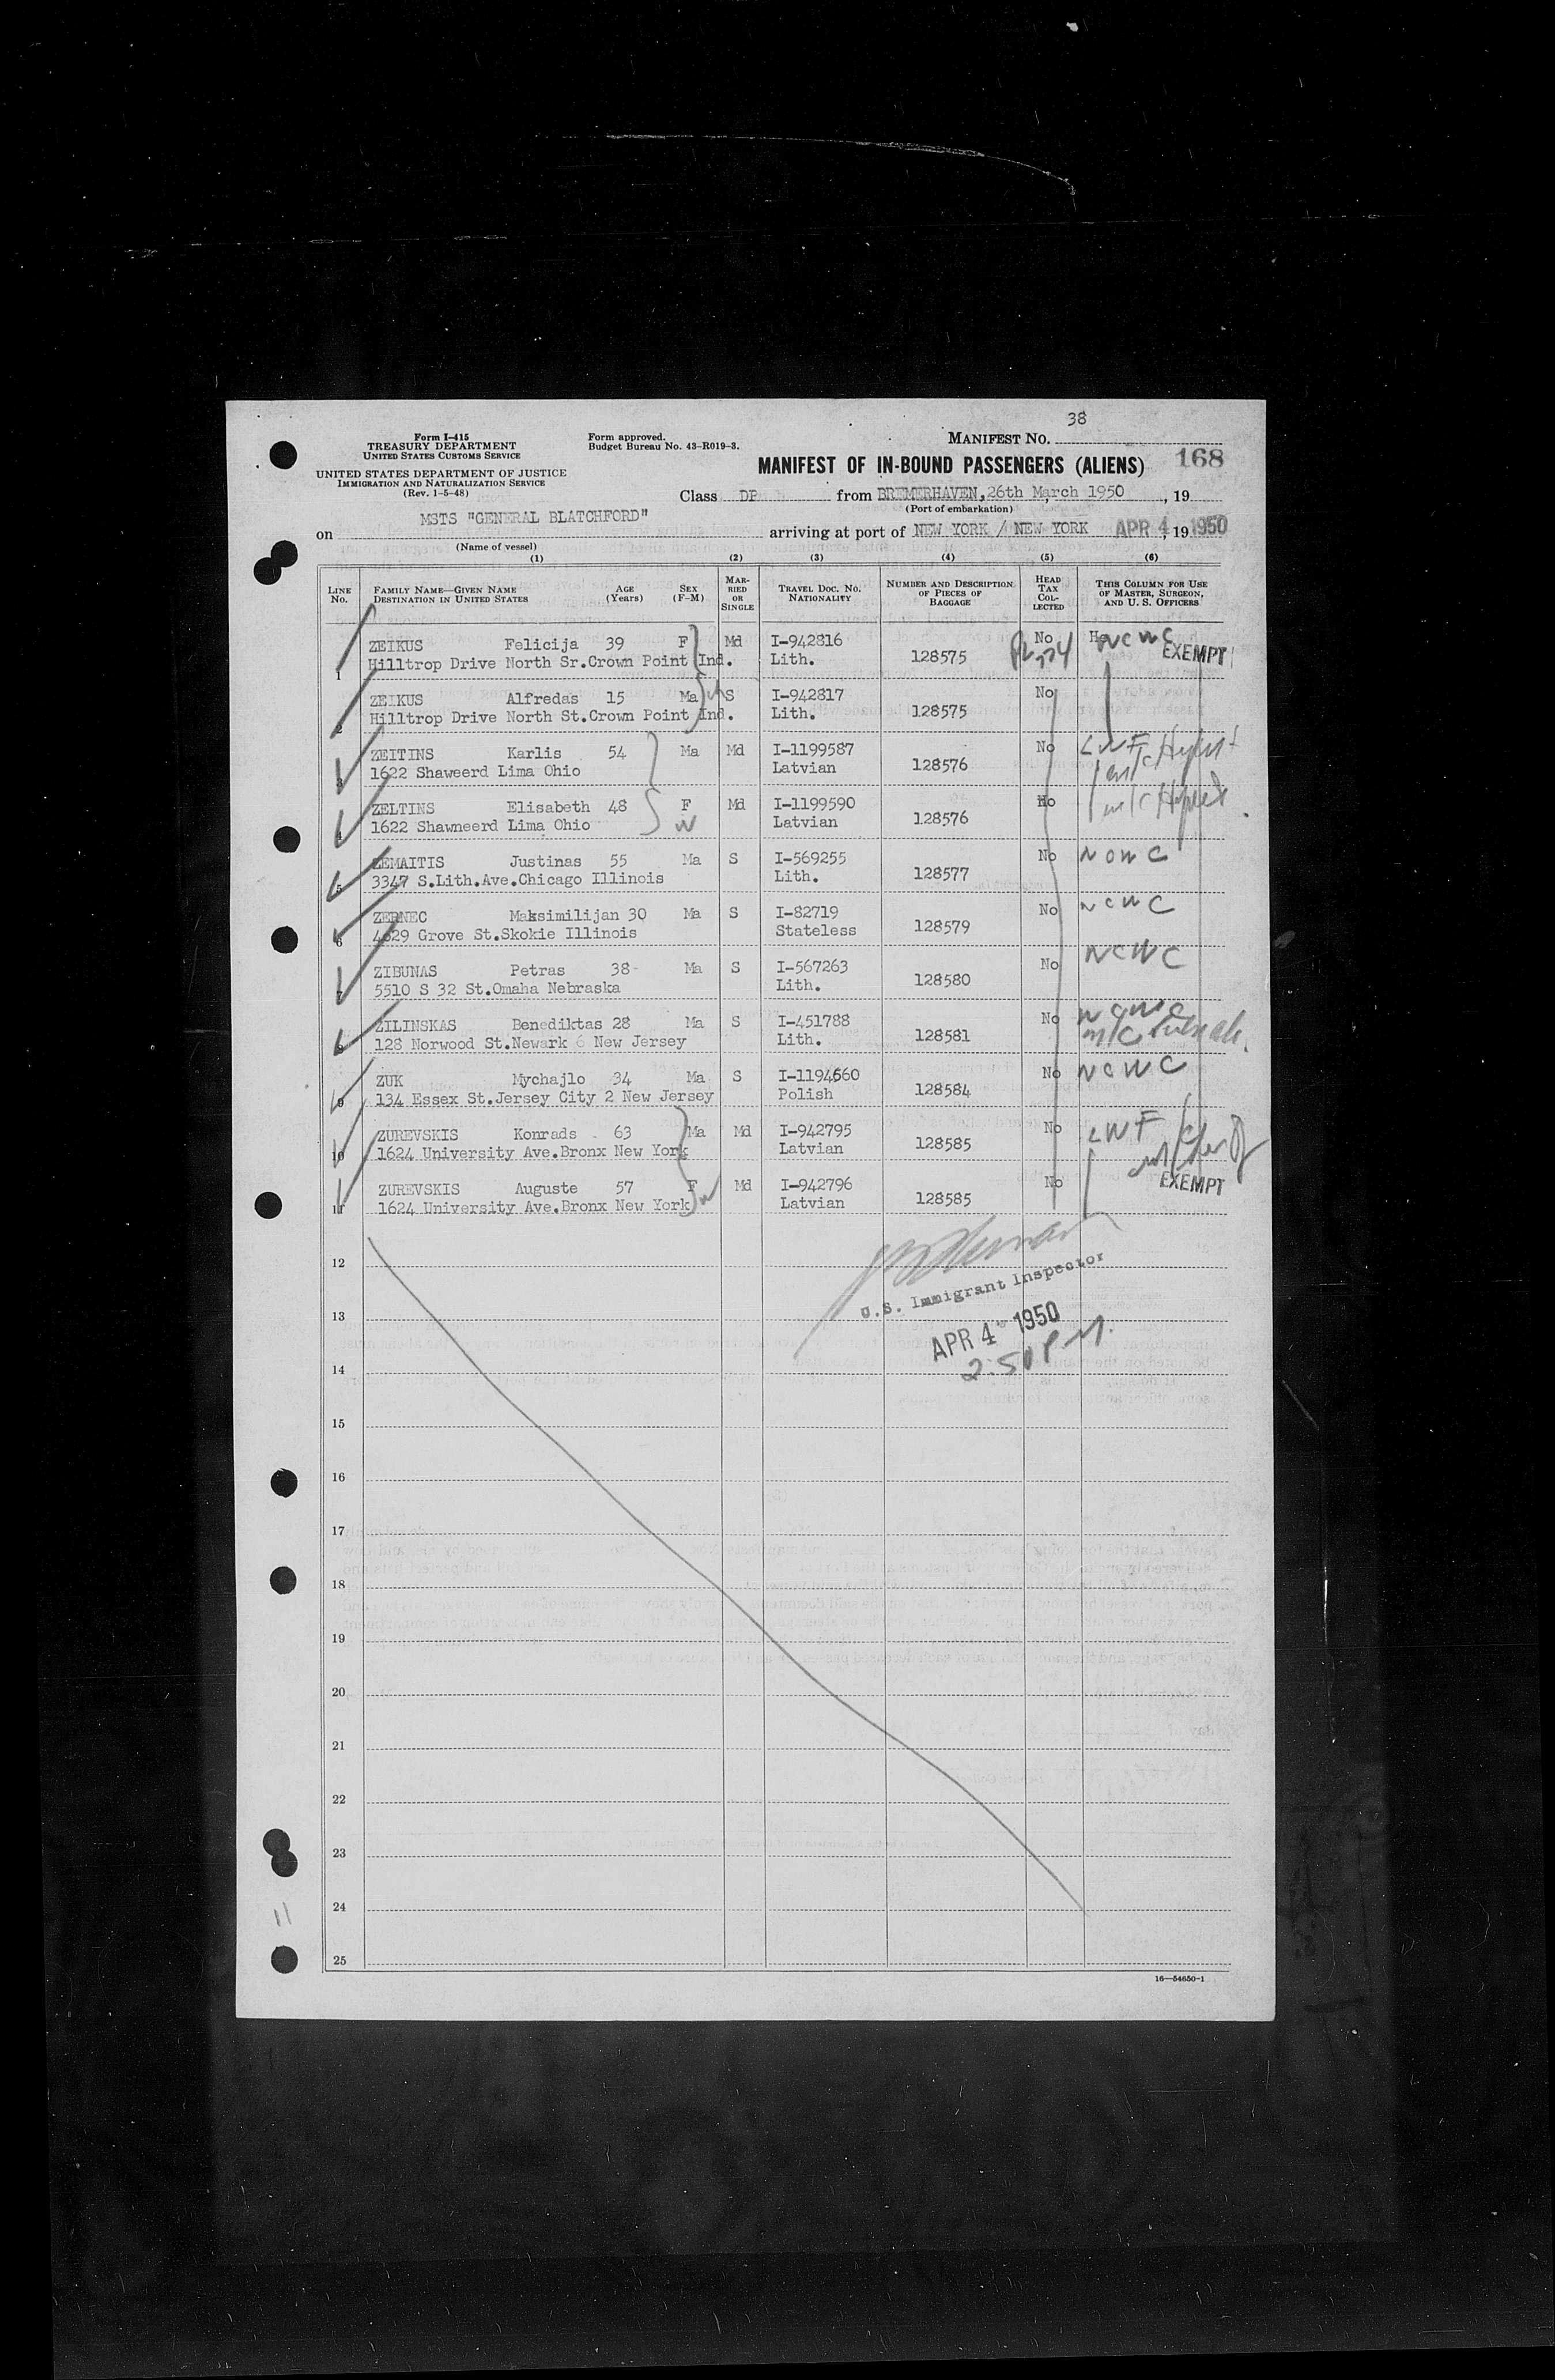 38
Form I-415
TREASURY DEPARTMENT
UNITED STATES CUSTOMS SERVICE
Form approved.
Budget Bureau No. 43-R019-3.
MANIFEST NO.
UNITED STATES DEPARTMENT OF JUSTICE
IMMIGRATION AND NATURALIZATION SERVICE
(Rev. 1-5-48)
MANIFEST OF IN-BOUND PASSENGERS (ALIENS) 168
Class DP from BREMERHAVEN, 26th March 1950, 19
(Port of embarkation)
on MSTS "GENERAL BLATCHFORD" arriving at port of NEW YORK / NEW YORK APR 4, 19 1950
(Name of vessel)
(1) (2) (3) (4) (5) (6)
LINE No. FAMILY NAME—GIVEN NAME DESTINATION IN UNITED STATES AGE (Years) SEX (F-M) MARRIED OR SINGLE TRAVEL DOC. NO. NATIONALITY NUMBER AND DESCRIPTION OF PIECES OF BAGGAGE HEAD TAX COLLECTED THIS COLUMN FOR USE OF MASTER, SURGEON, AND U. S. OFFICERS
ZEIKUS Felicija 39 F Md I-942816 No NCWC EXEMPT
1 Hilltrop Drive North Sr.Crown Point Ind. Lith. 128575
ZEIKUS Alfredas 15 Ma S I-942817 No
2 Hilltrop Drive North St.Crown Point Ind. Lith. 128575
ZEITINS Karlis 54 Ma Md I-1199587 No LWF
3 1622 Shaweerd Lima Ohio Latvian 128576
ZELTINS Elisabeth 48 F Md I-1199590 No
4 1622 Shawneerd Lima Ohio W Latvian 128576
ZEMAITIS Justinas 55 Ma S I-569255 No NCWC
5 3347 S.Lith.Ave.Chicago Illinois Lith. 128577
ZERNEC Maksimilijan 30 Ma S I-82719 No NCWC
6 4629 Grove St.Skokie Illinois Stateless 128579
ZIBUNAS Petras 38- Ma S I-567263 No NCWC
7 5510 S 32 St.Omaha Nebraska Lith. 128580
ZILINSKAS Benediktas 28 Ma S I-451788 No NCWC
8 128 Norwood St.Newark 6 New Jersey Lith. 128581 m/c
ZUK Mychajlo 34 Ma S I-1194660 No NCWC
9 134 Essex St.Jersey City 2 New Jersey Polish 128584
ZUREVSKIS Konrads 63 Ma Md I-942795 No LWF
10 1624 University Ave.Bronx New York Latvian 128585
ZUREVSKIS Auguste 57 F W Md I-942796 No EXEMPT
11 1624 University Ave.Bronx New York Latvian 128585
12
U.S. Immigrant Inspector
13
APR 4 1950
14
2:50 P.M.
15
16
17
18
19
20
21
22
23
24
11
25
16—54650-1